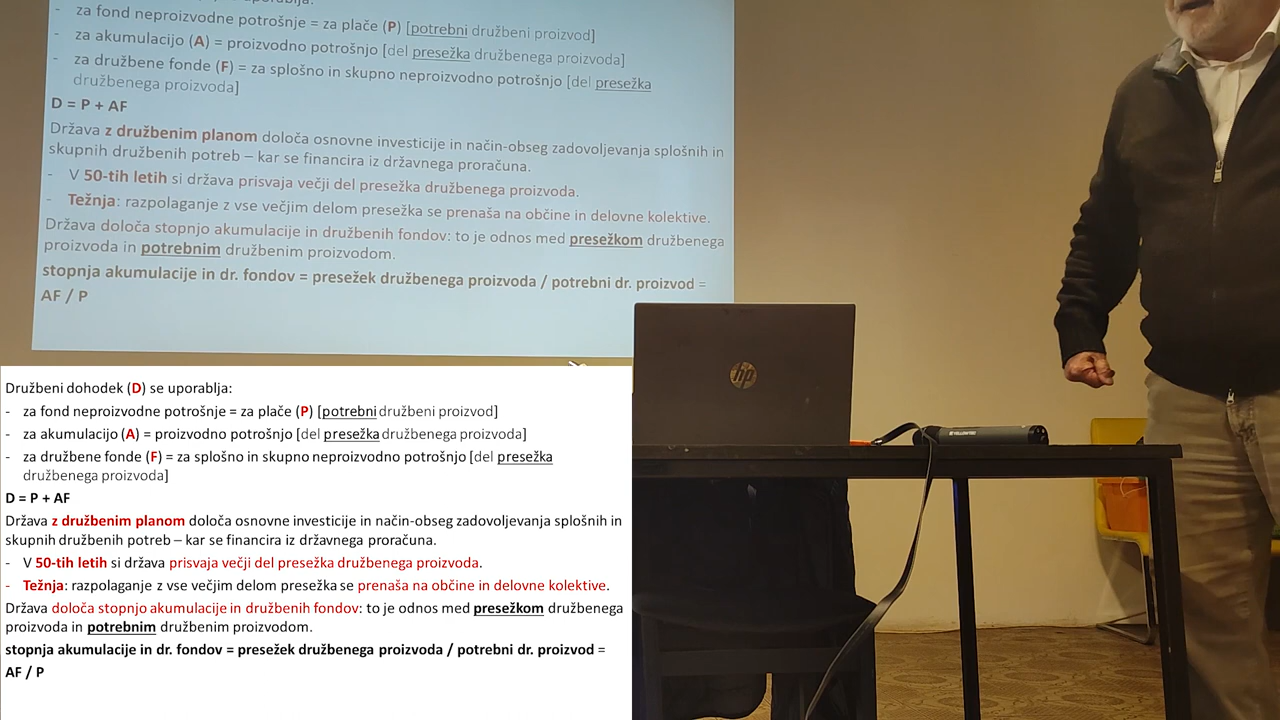 - za fond neproizvodne potrošnje = za plače (P) [potrebni družbeni proizvod]
- za akumulacijo (A) = proizvodno potrošnjo [del presežka družbenega proizvoda]
- za družbene fonde (F) = za splošno in skupno neproizvodno potrošnjo [del presežka
družbenega proizvoda]
D = P + AF
Država z družbenim planom določa osnovne investicije in način-obseg zadovoljevanja splošnih in
skupnih družbenih potreb – kar se financira iz državnega proračuna.
- V 50-tih letih si država prisvaja večji del presežka družbenega proizvoda.
- Težnja: razpolaganje z vse večjim delom presežka se prenaša na občine in delovne kolektive.
Država določa stopnjo akumulacije in družbenih fondov: to je odnos med presežkom družbenega
proizvoda in potrebnim družbenim proizvodom.
stopnja akumulacije in dr. fondov = presežek družbenega proizvoda / potrebni dr. proizvod =
AF / P
hp
Družbeni dohodek (D) se uporablja:
- za fond neproizvodne potrošnje = za plače (P) [potrebni družbeni proizvod]
- za akumulacijo (A) = proizvodno potrošnjo [del presežka družbenega proizvoda]
- za družbene fonde (F) = za splošno in skupno neproizvodno potrošnjo [del presežka
družbenega proizvoda]
D = P + AF
Država z družbenim planom določa osnovne investicije in način-obseg zadovoljevanja splošnih in
skupnih družbenih potreb – kar se financira iz državnega proračuna.
- V 50-tih letih si država prisvaja večji del presežka družbenega proizvoda.
- Težnja: razpolaganje z vse večjim delom presežka se prenaša na občine in delovne kolektive.
Država določa stopnjo akumulacije in družbenih fondov: to je odnos med presežkom družbenega
proizvoda in potrebnim družbenim proizvodom.
stopnja akumulacije in dr. fondov = presežek družbenega proizvoda / potrebni dr. proizvod =
AF / P